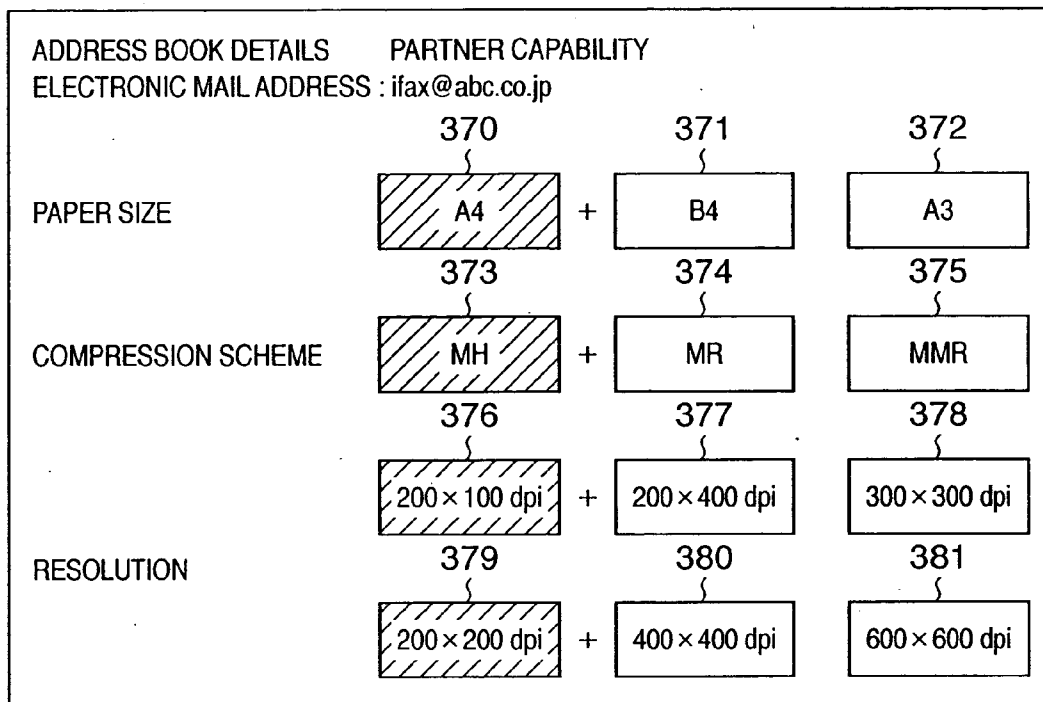 ADDRESS BOOK DETAILS PARTNER CAPABILITY
ELECTRONIC MAIL ADDRESS : ifax@abc.co.jp
370 371 372
PAPER SIZE A4 + B4 A3
373 374 375
COMPRESSION SCHEME MH + MR MMR
376 377 378
200×100 dpi + 200×400 dpi 300×300 dpi
RESOLUTION 379 380 381
200×200 dpi + 400×400 dpi 600×600 dpi